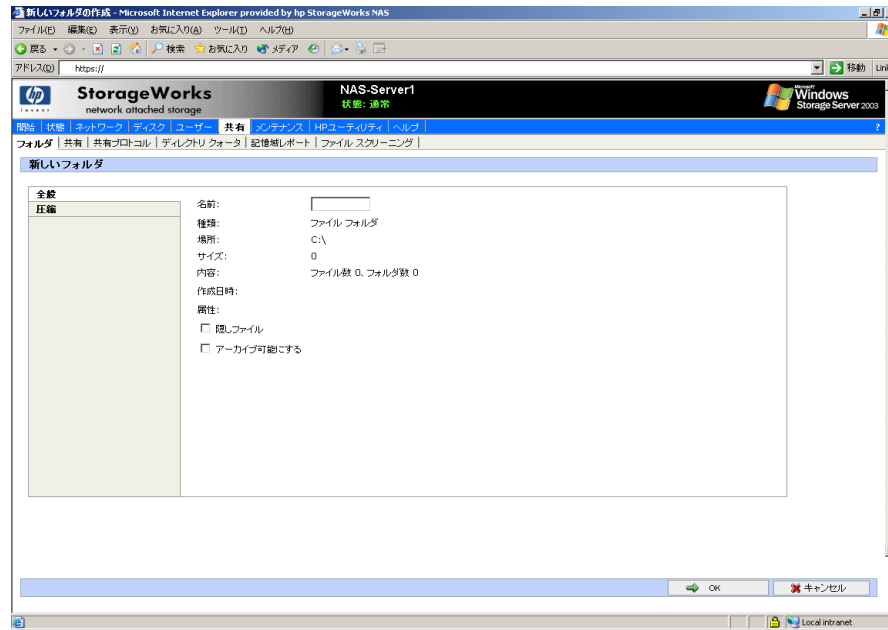 新しいフォルダの作成 - Microsoft Internet Explorer provided by hp StorageWorks NAS
ファイル(F) 編集(E) 表示(V) お気に入り(A) ツール(T) ヘルプ(H)
戻る 検索 お気に入り メディア
アドレス(D) https:// 移動 Link
hp invent StorageWorks NAS-Server1 Microsoft Windows
network attached storage 状態: 通常 Storage Server 2003
開始 状態 ネットワーク ディスク ユーザー 共有 メンテナンス HPユーティリティ ヘルプ ?
フォルダ 共有 共有プロトコル ディレクトリ クォータ 記憶域レポート ファイル スクリーニング
新しいフォルダ
全般
圧縮
名前:
種類: ファイル フォルダ
場所: C:\
サイズ: 0
内容: ファイル数 0、フォルダ数 0
作成日時:
属性:
隠しファイル
アーカイブ可能にする
OK キャンセル
Local intranet